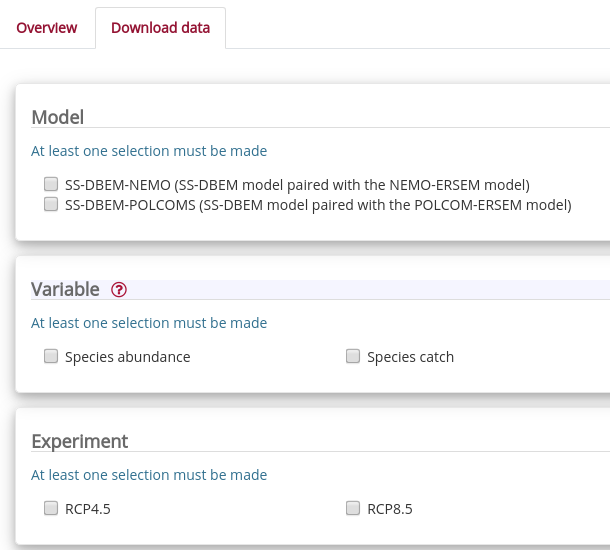 Overview Download data
Model
At least one selection must be made
SS-DBEM-NEMO (SS-DBEM model paired with the NEMO-ERSEM model)
SS-DBEM-POLCOMS (SS-DBEM model paired with the POLCOM-ERSEM model)
Variable ?
At least one selection must be made
Species abundance Species catch
Experiment
At least one selection must be made
RCP4.5 RCP8.5